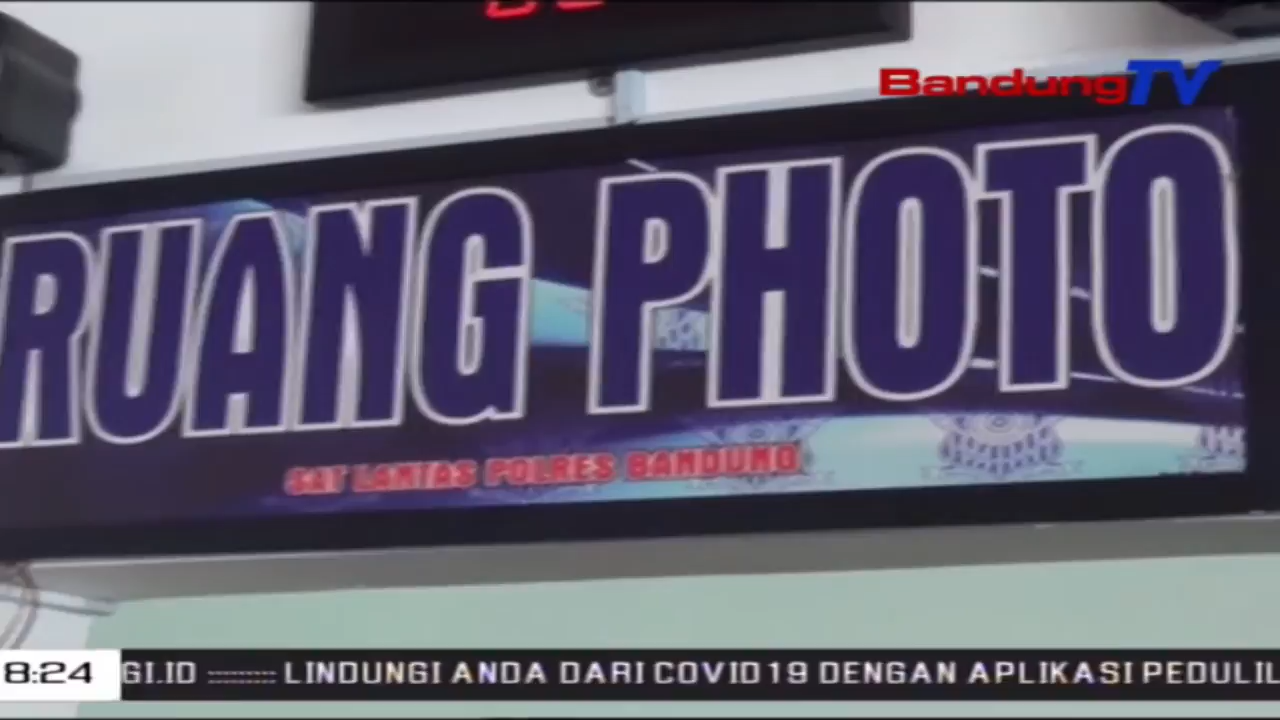 BandungTV
RUANG PHOTO
SAT LANTAS POLRES BANDUNG
8:24
GI.ID :::::::: LINDUNGI ANDA DARI COVID19 DENGAN APLIKASI PEDULIL